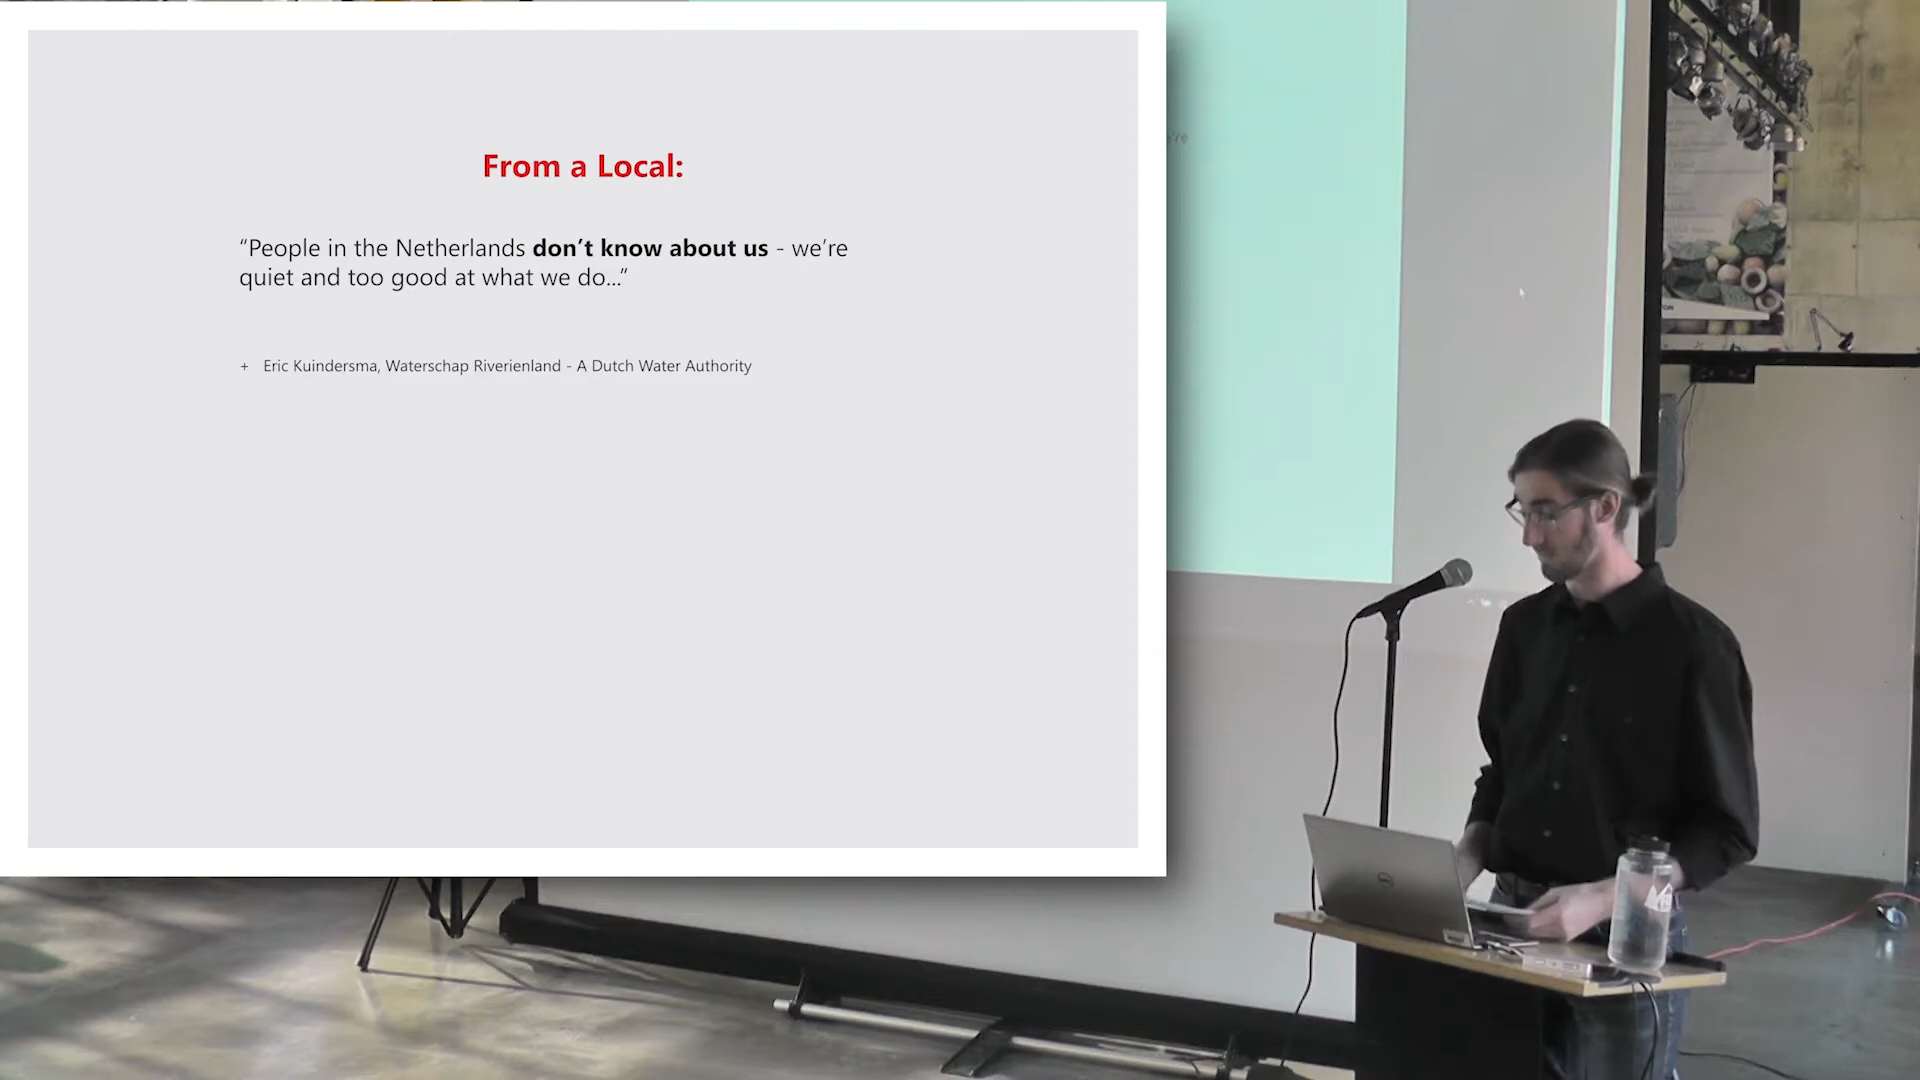 From a Local:
“People in the Netherlands don’t know about us - we’re
quiet and too good at what we do...”
+ Eric Kuindersma, Waterschap Riverienland - A Dutch Water Authority